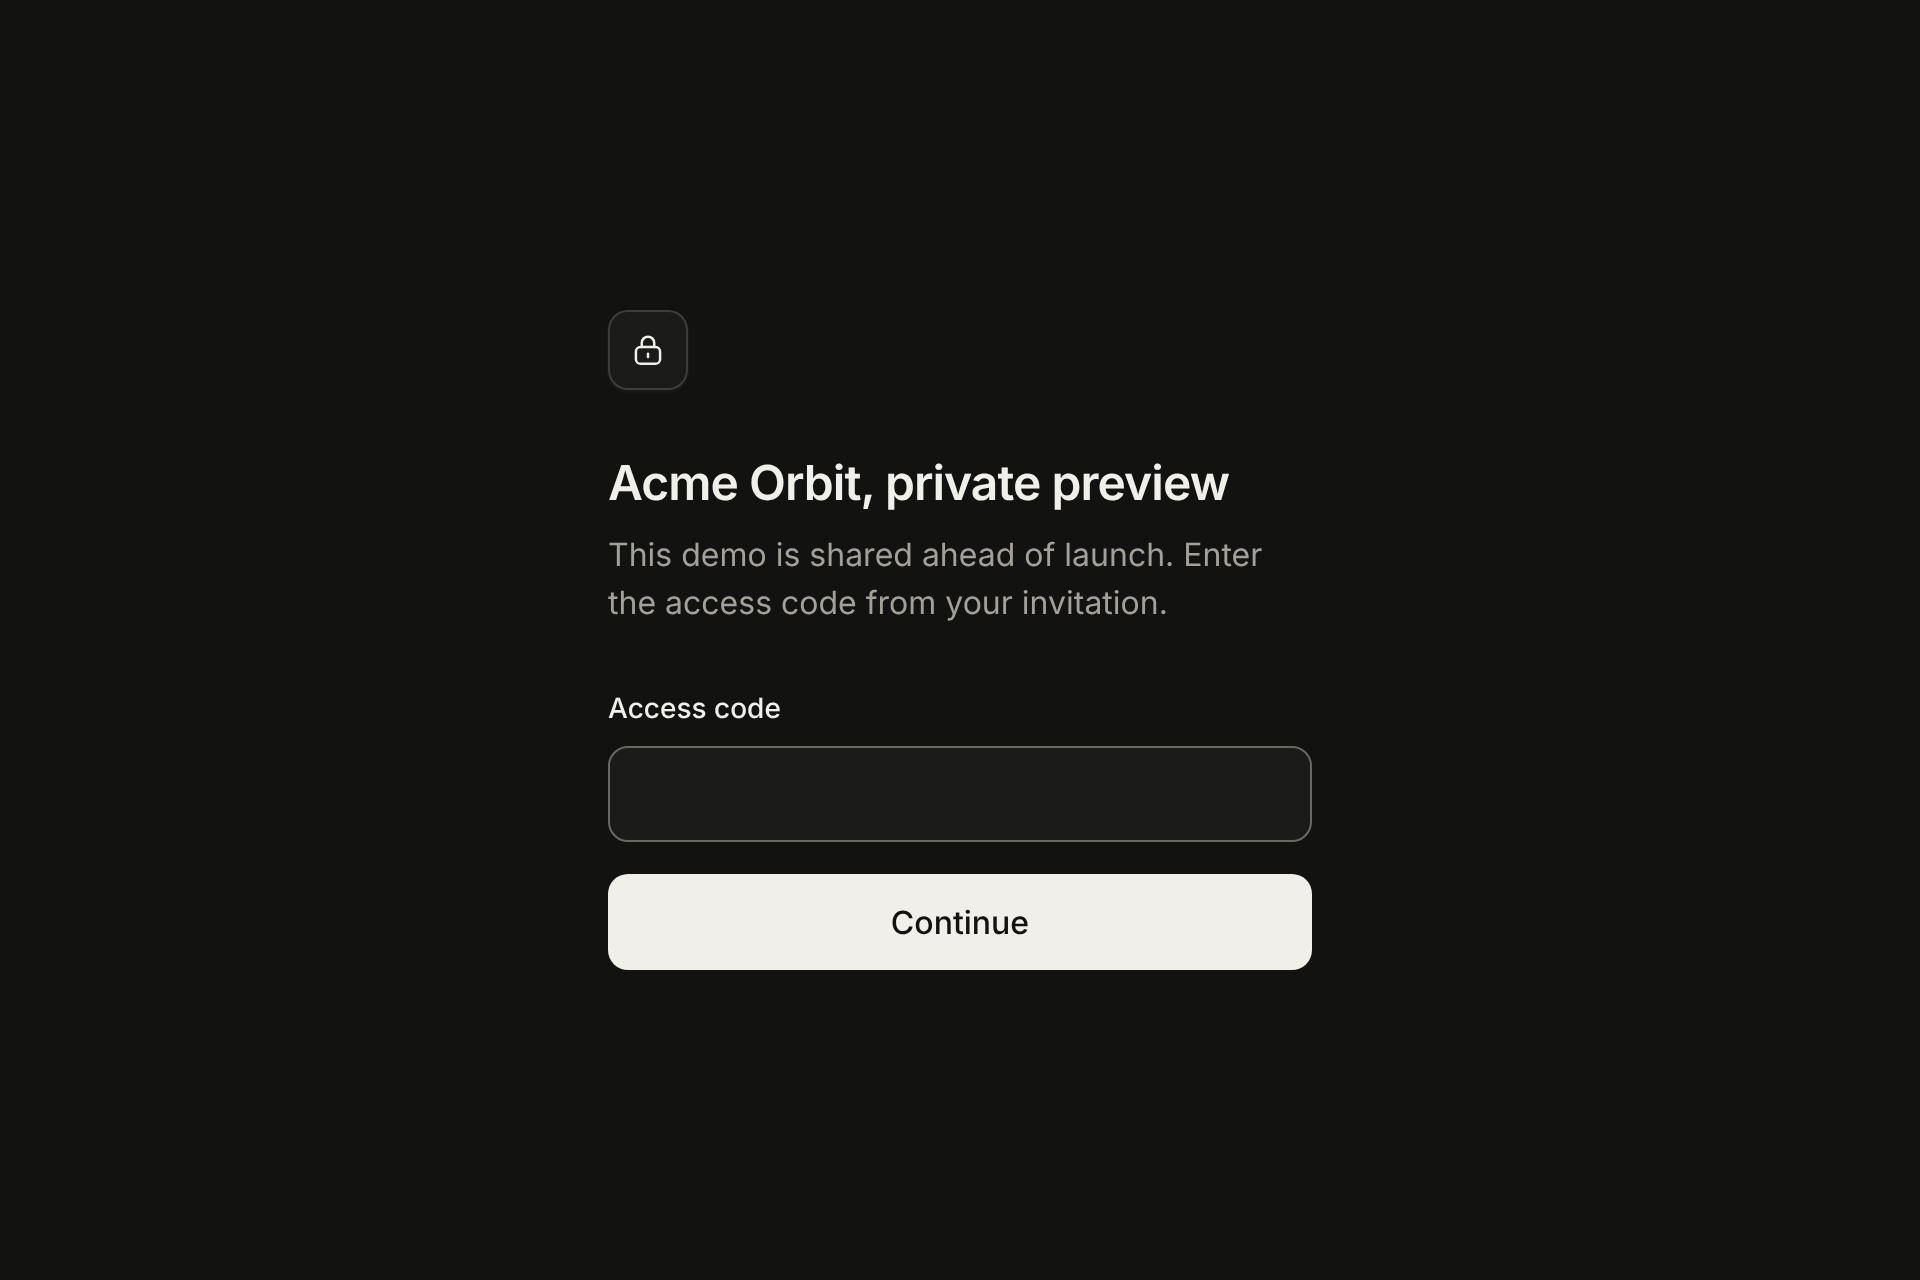 Acme Orbit, private preview
This demo is shared ahead of launch. Enter
the access code from your invitation.
Access code
Continue